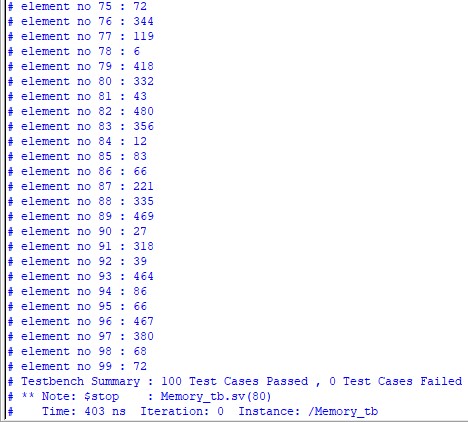 # element no 75 : 72
# element no 76 : 344
# element no 77 : 119
# element no 78 : 6
# element no 79 : 418
# element no 80 : 332
# element no 81 : 43
# element no 82 : 480
# element no 83 : 356
# element no 84 : 12
# element no 85 : 83
# element no 86 : 66
# element no 87 : 221
# element no 88 : 335
# element no 89 : 469
# element no 90 : 27
# element no 91 : 318
# element no 92 : 39
# element no 93 : 464
# element no 94 : 86
# element no 95 : 66
# element no 96 : 467
# element no 97 : 380
# element no 98 : 68
# element no 99 : 72
# Testbench Summary : 100 Test Cases Passed , 0 Test Cases Failed
# ** Note: $stop    : Memory_tb.sv(80)
#    Time: 403 ns  Iteration: 0  Instance: /Memory_tb